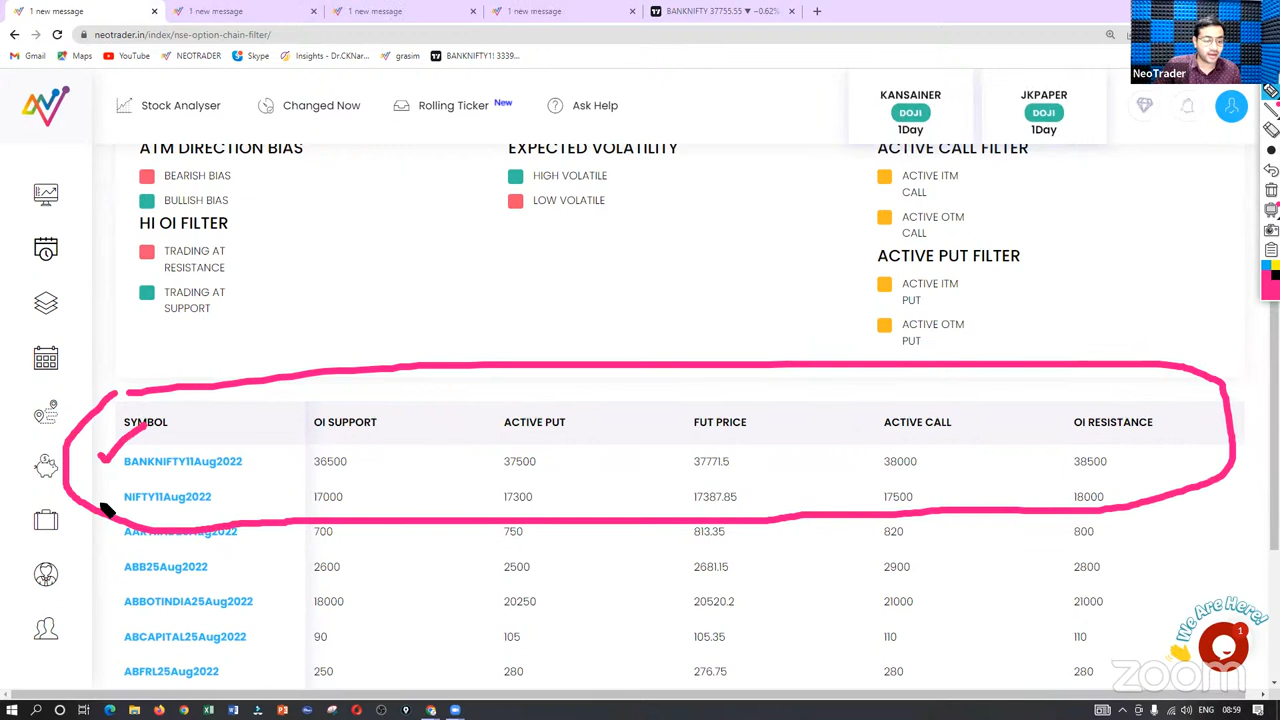 1 new message
1 new message
1 new message
1 new message
BANKNIFTY 37755.55 ▼ −0.62%
neotrader.in/index/nse-option-chain-filter/
Gmail
Maps
YouTube
NEOTRADER
Skype
Insights - Dr.CKNar...
grasim
BANKNIFTY1! 3339...
NeoTrader
Stock Analyser
Changed Now
Rolling Ticker New
Ask Help
KANSAINER
DOJI
1Day
JKPAPER
DOJI
1Day
ATM DIRECTION BIAS
BEARISH BIAS
BULLISH BIAS
HI OI FILTER
TRADING AT
RESISTANCE
TRADING AT
SUPPORT
EXPECTED VOLATILITY
HIGH VOLATILE
LOW VOLATILE
ACTIVE CALL FILTER
ACTIVE ITM
CALL
ACTIVE OTM
CALL
ACTIVE PUT FILTER
ACTIVE ITM
PUT
ACTIVE OTM
PUT
SYMBOL OI SUPPORT ACTIVE PUT FUT PRICE ACTIVE CALL OI RESISTANCE
BANKNIFTY11Aug2022 36500 37500 37771.5 38000 38500
NIFTY11Aug2022 17000 17300 17387.85 17500 18000
700 750 813.35 820 800
ABB25Aug2022 2600 2500 2681.15 2900 2800
ABBOTINDIA25Aug2022 18000 20250 20520.2 21000 21000
ABCAPITAL25Aug2022 90 105 105.35 110 110
ABFRL25Aug2022 250 280 276.75 280 280
We Are Here!
1
zoom
ENG 08:59